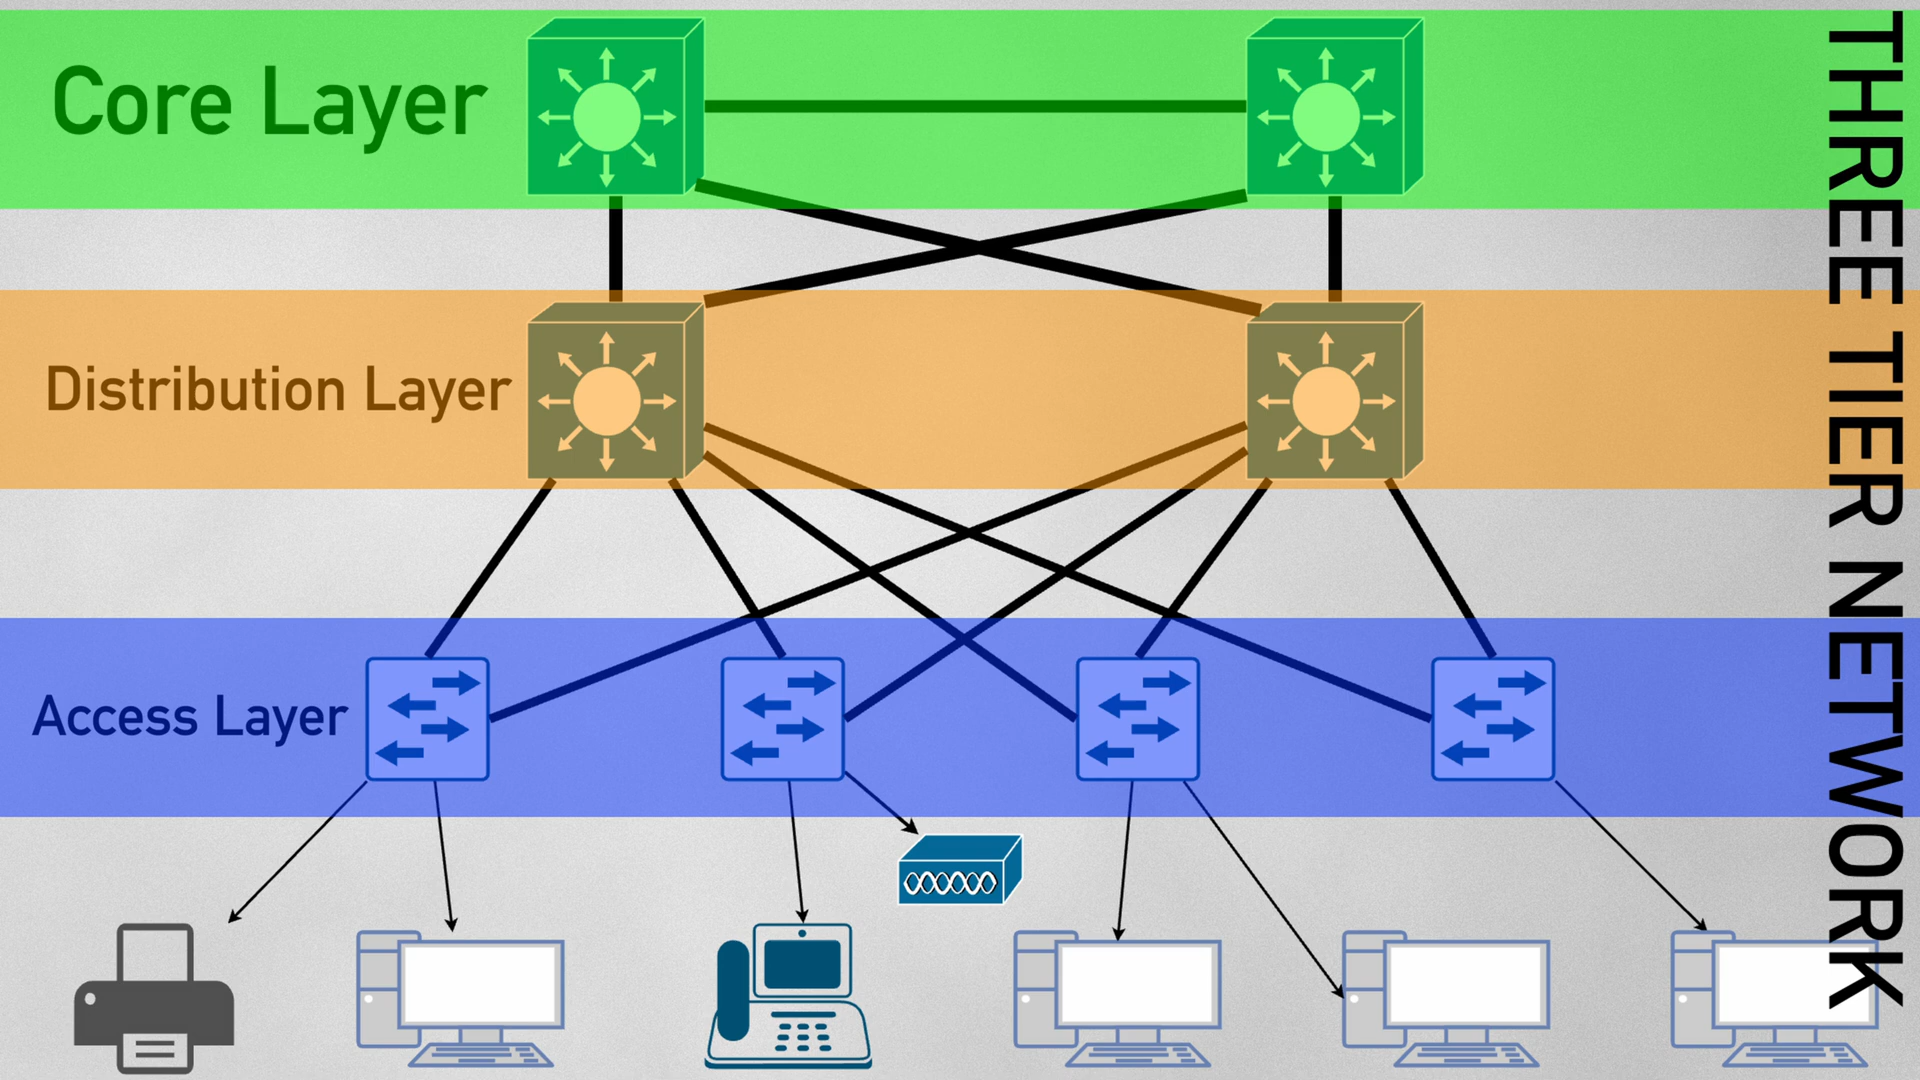 Core Layer
Distribution Layer
Access Layer
THREE TIER NETWORK